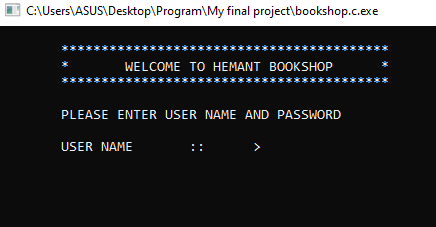 C:\Users\ASUS\Desktop\Program\My final project\bookshop.c.exe
*****************************************
* WELCOME TO HEMANT BOOKSHOP *
*****************************************
PLEASE ENTER USER NAME AND PASSWORD
USER NAME :: >